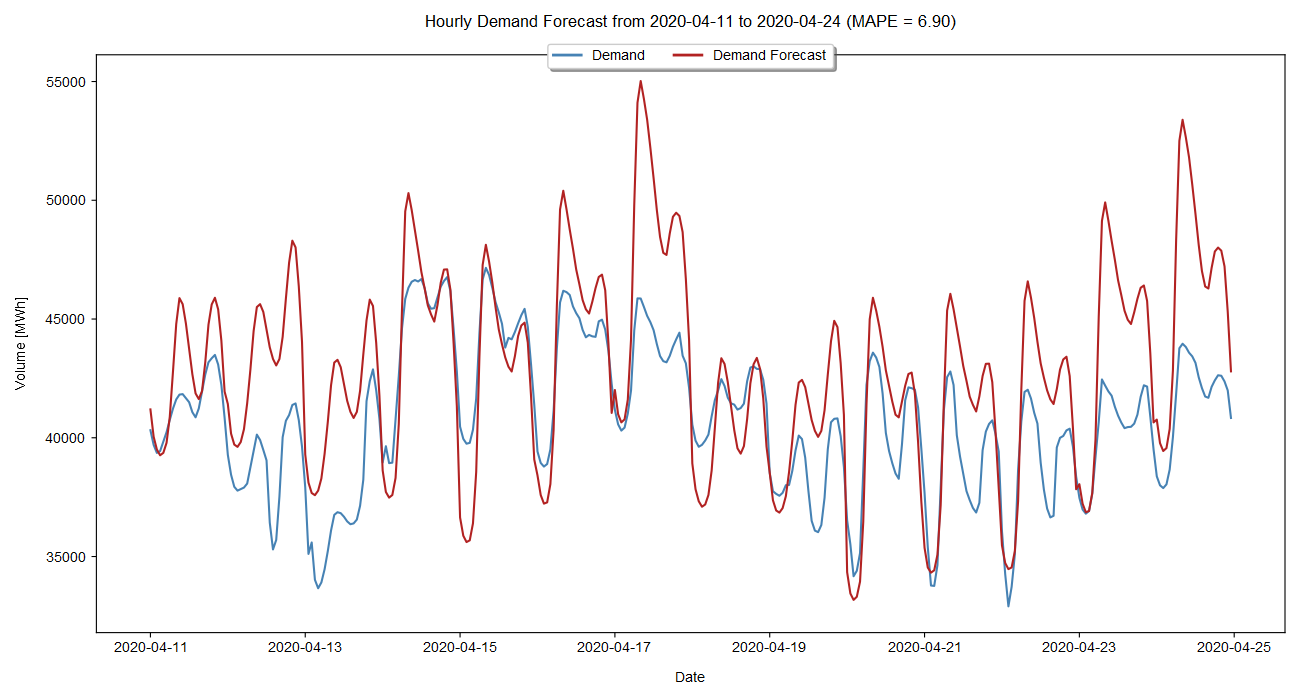 Hourly Demand Forecast from 2020-04-11 to 2020-04-24 (MAPE = 6.90)
Demand
Demand Forecast
55000
50000
45000
40000
35000
Volume [MWh]
2020-04-11
2020-04-13
2020-04-15
2020-04-17
2020-04-19
2020-04-21
2020-04-23
2020-04-25
Date